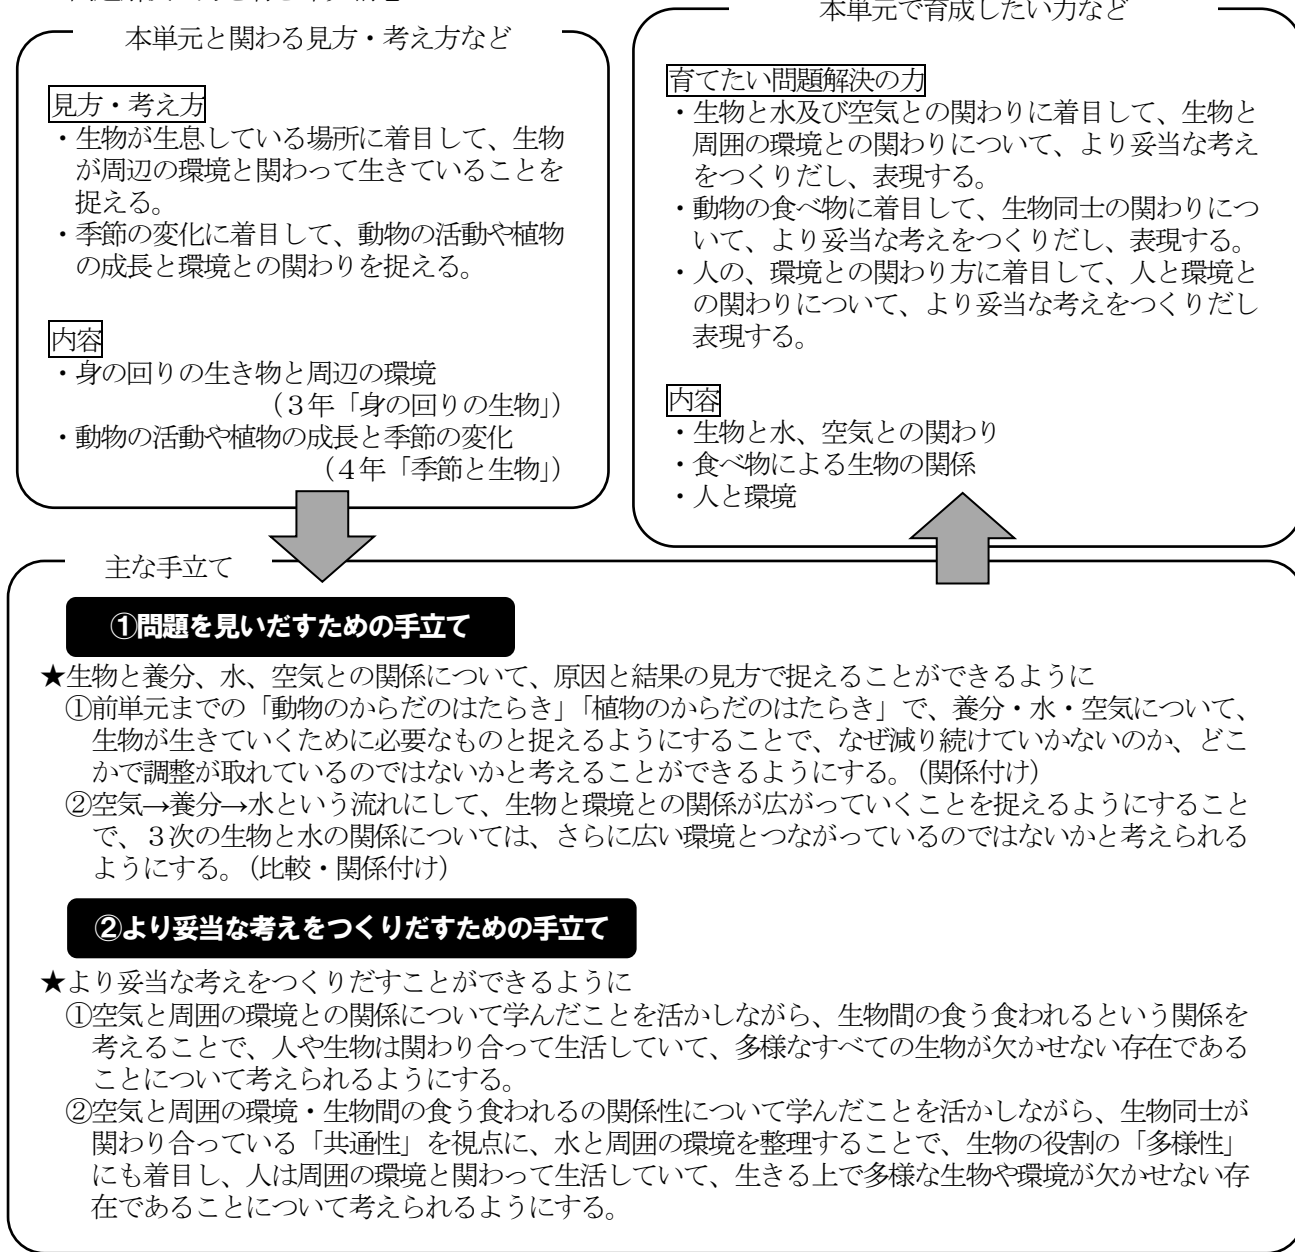 本単元と関わる見方・考え方など
見方・考え方
・生物が生息している場所に着目して、生物
が周辺の環境と関わって生きていることを
捉える。
・季節の変化に着目して、動物の活動や植物
の成長と環境との関わりを捉える。
内容
・身の回りの生き物と周辺の環境
(3年「身の回りの生物」)
・動物の活動や植物の成長と季節の変化
(4年「季節と生物」)
本単元で育成したい力など
育てたい問題解決の力
・生物と水及び空気との関わりに着目して、生物と
周囲の環境との関わりについて、より妥当な考え
をつくりだし、表現する。
・動物の食べ物に着目して、生物同士の関わりにつ
いて、より妥当な考えをつくりだし、表現する。
・人の、環境との関わり方に着目して、人と環境と
の関わりについて、より妥当な考えをつくりだし
表現する。
内容
・生物と水、空気との関わり
・食べ物による生物の関係
・人と環境
主な手立て
①問題を見いだすための手立て
★生物と養分、水、空気との関係について、原因と結果の見方で捉えることができるように
①前単元までの「動物のからだのはたらき」「植物のからだのはたらき」で、養分・水・空気について、
生物が生きていくために必要なものと捉えるようにすることで、なぜ減り続けていかないのか、どこ
かで調整が取れているのではないかと考えることができるようにする。(関係付け)
②空気→養分→水という流れにして、生物と環境との関係が広がっていくことを捉えるようにすること
で、3次の生物と水の関係については、さらに広い環境とつながっているのではないかと考えられる
ようにする。(比較・関係付け)
②より妥当な考えをつくりだすための手立て
★より妥当な考えをつくりだすことができるように
①空気と周囲の環境との関係について学んだことを活かしながら、生物間の食う食われるという関係を
考えることで、人や生物は関わり合って生活していて、多様なすべての生物が欠かせない存在である
ことについて考えられるようにする。
②空気と周囲の環境・生物間の食う食われるの関係性について学んだことを活かしながら、生物同士が
関わり合っている「共通性」を視点に、水と周囲の環境を整理することで、生物の役割の「多様性」
にも着目し、人は周囲の環境と関わって生活していて、生きる上で多様な生物や環境が欠かせない存
在であることについて考えられるようにする。